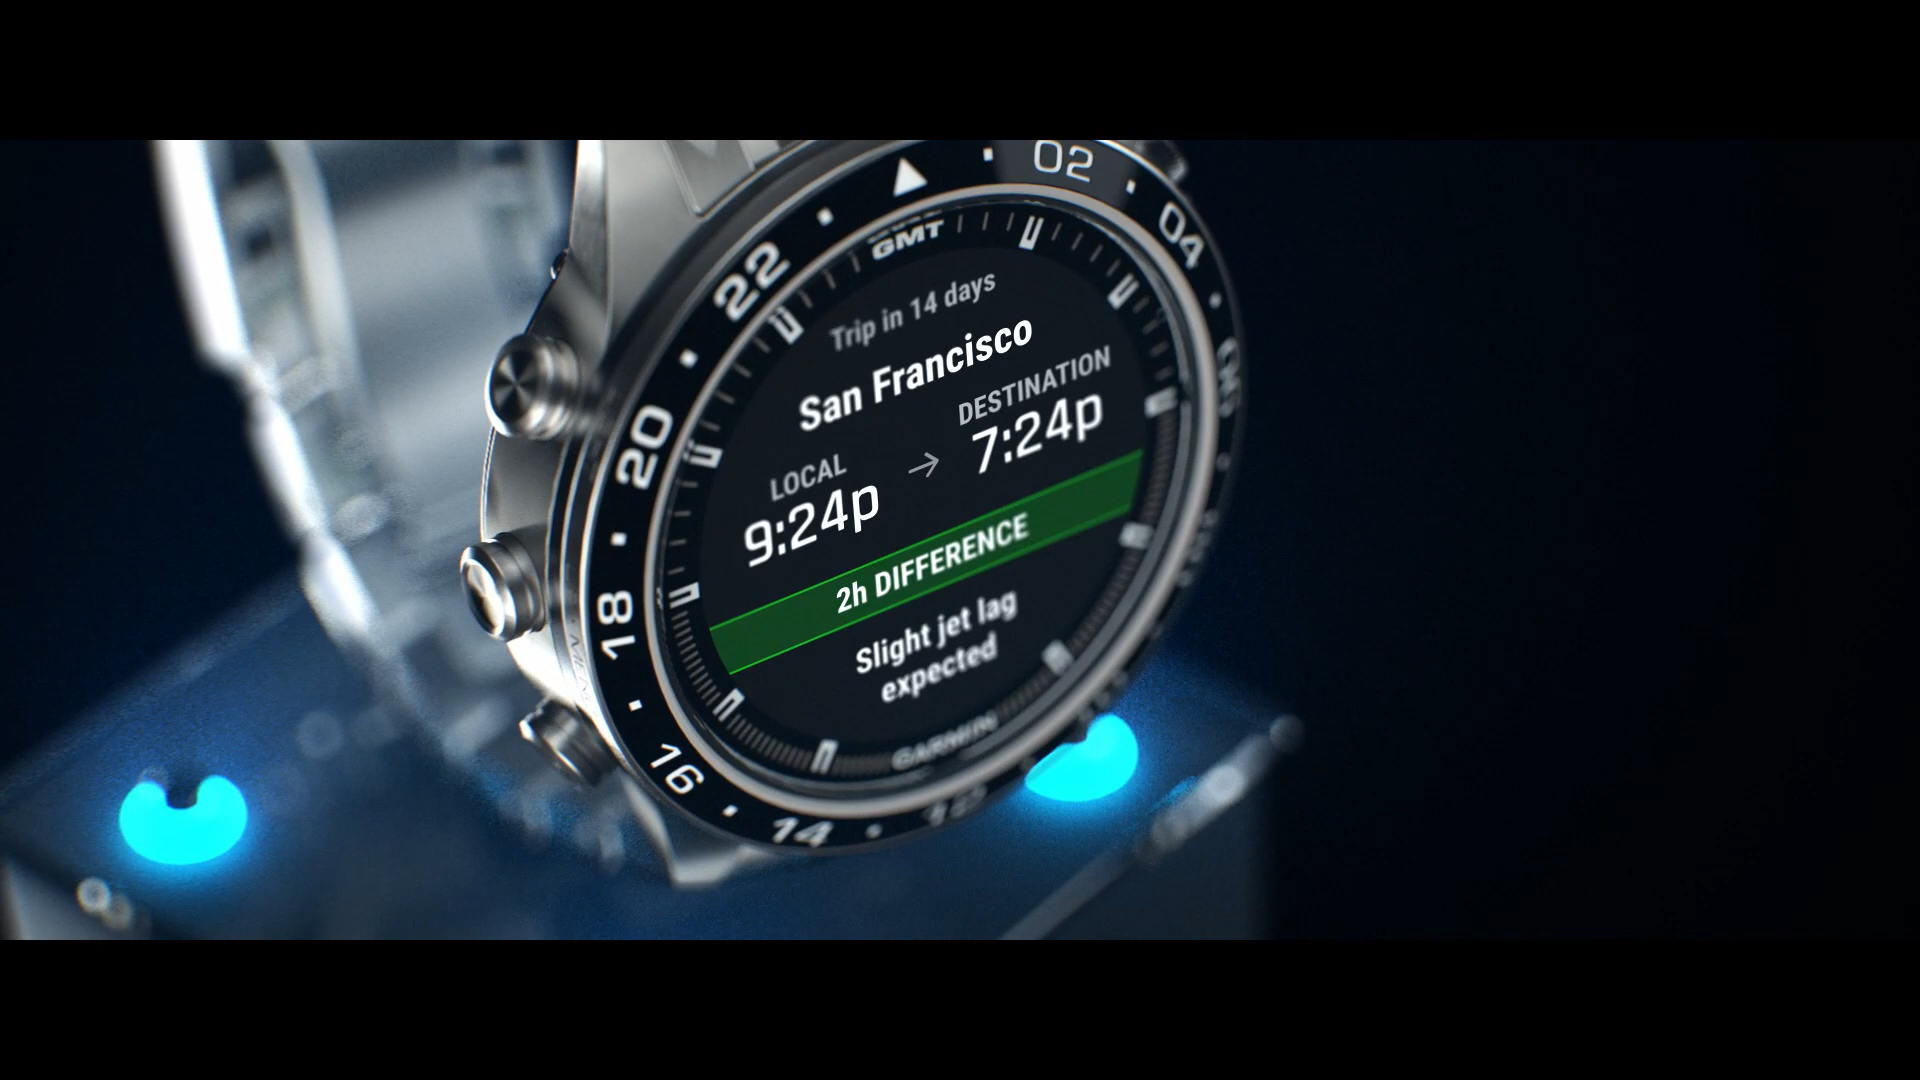 02
04
22
20
18
16
14
GMT
Trip in 14 days
San Francisco
LOCAL
DESTINATION
9:24p → 7:24p
2h DIFFERENCE
Slight jet lag
expected
GARMIN